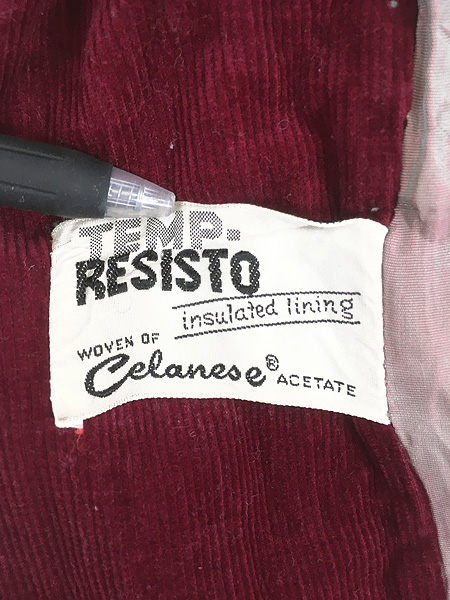 TEMP-
RESISTO
insulated lining
WOVEN OF
Celanese® ACETATE